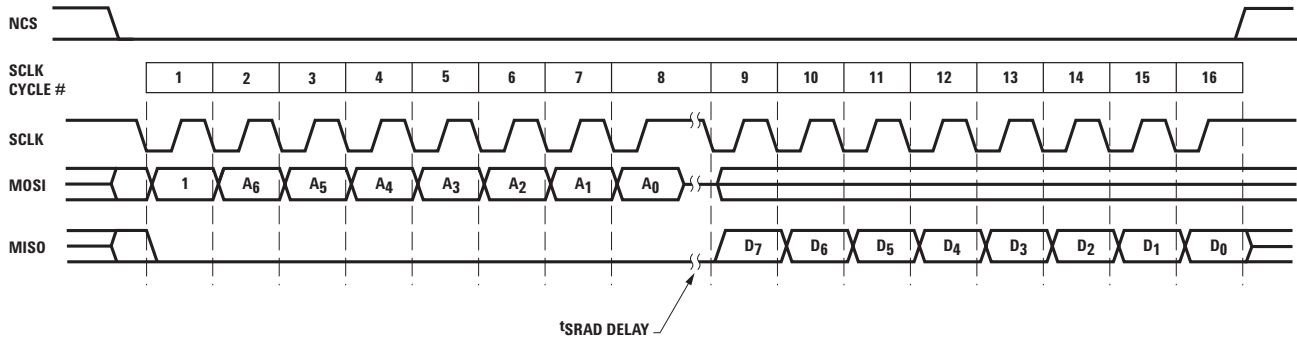 NCS
SCLK
CYCLE # 1 2 3 4 5 6 7 8 9 10 11 12 13 14 15 16
SCLK
MOSI 1 A6 A5 A4 A3 A2 A1 A0
MISO D7 D6 D5 D4 D3 D2 D1 D0
tSRAD DELAY